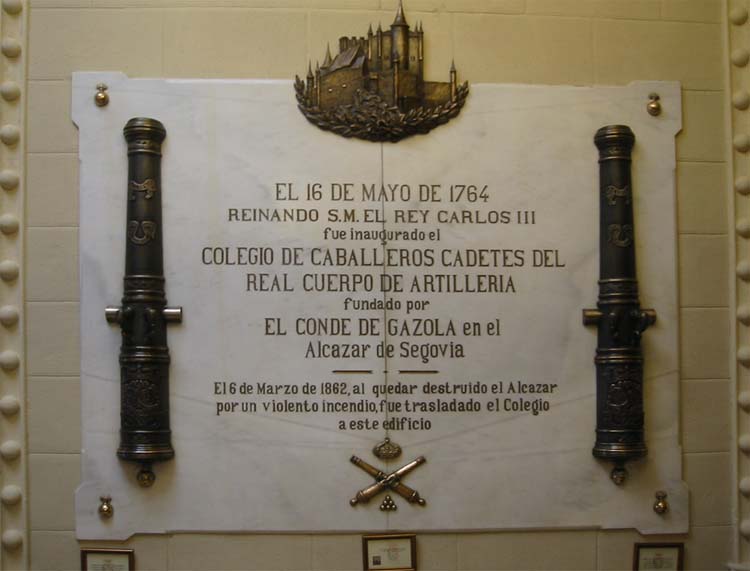 EL 16 DE MAYO DE 1764
REINANDO S.M. EL REY CARLOS III
fue inaugurado el
COLEGIO DE CABALLEROS CADETES DEL
REAL CUERPO DE ARTILLERIA
fundado por
EL CONDE DE GAZOLA en el
Alcazar de Segovia
El 6 de Marzo de 1862, al quedar destruido el Alcazar
por un violento incendio, fue trasladado el Colegio
a este edificio